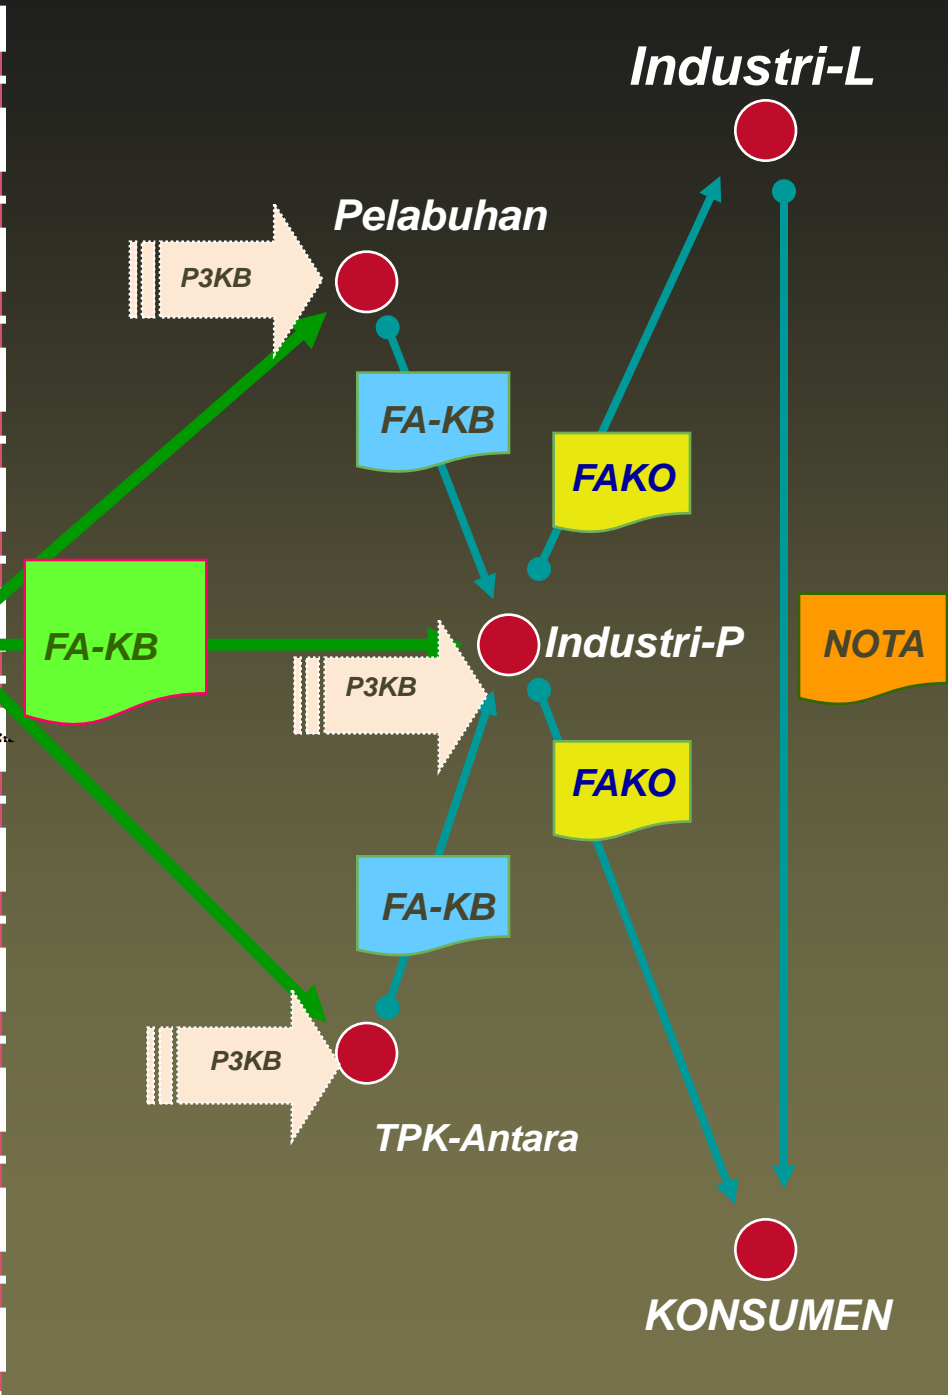 Industri-L
Pelabuhan
P3KB
FA-KB
FAKO
FA-KB
Industri-P
NOTA
P3KB
FAKO
FA-KB
P3KB
TPK-Antara
KONSUMEN